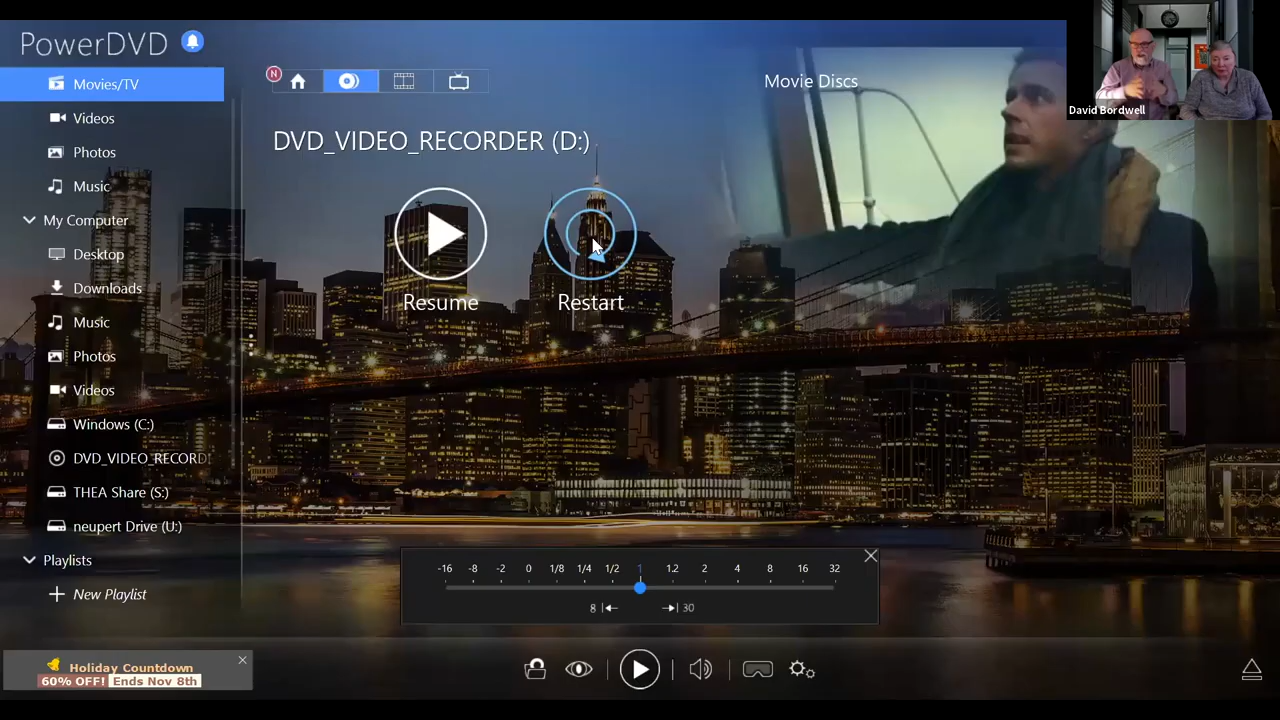 PowerDVD
Movies/TV
Videos
Photos
Music
My Computer
Desktop
Downloads
Music
Photos
Videos
Windows (C:)
DVD_VIDEO_RECORD
THEA Share (S:)
neupert Drive (U:)
Playlists
New Playlist
Holiday Countdown
60% OFF! Ends Nov 8th
N
Movie Discs
David Bordwell
DVD_VIDEO_RECORDER (D:)
Resume
Restart
-16 -8 -2 0 1/8 1/4 1/2 1 1.2 2 4 8 16 32
8 30